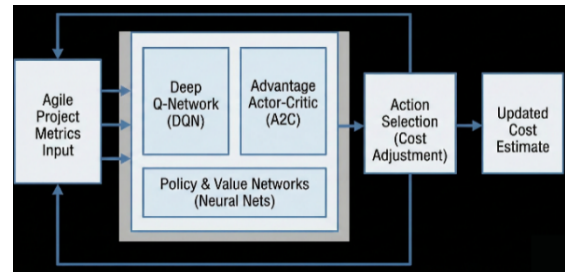 Agile
Project
Metrics
Input
Deep
Q-Network
(DQN)
Advantage
Actor-Critic
(A2C)
Policy & Value Networks
(Neural Nets)
Action
Selection
(Cost
Adjustment)
Updated
Cost
Estimate